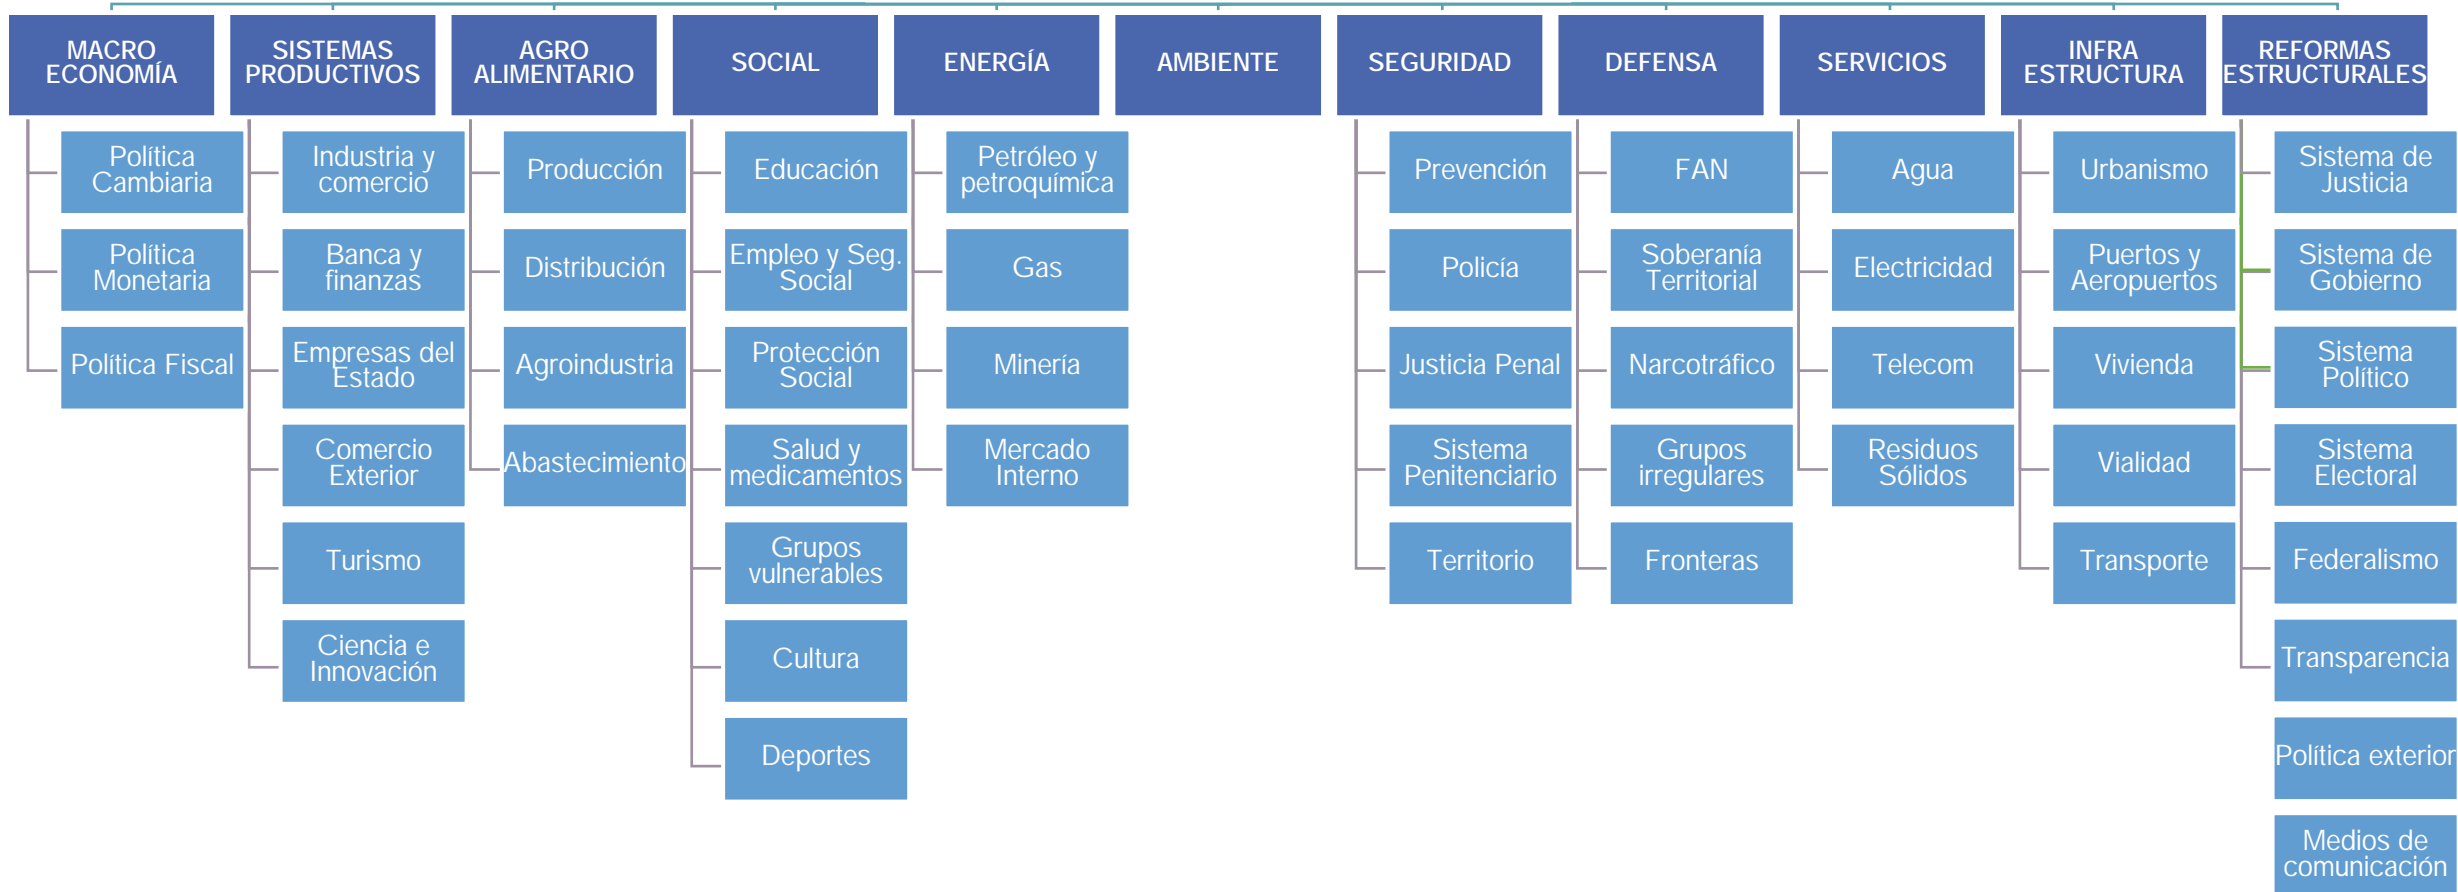 MACRO
ECONOMÍA
SISTEMAS
PRODUCTIVOS
AGRO
ALIMENTARIO
SOCIAL
ENERGÍA
AMBIENTE
SEGURIDAD
DEFENSA
SERVICIOS
INFRA
ESTRUCTURA
REFORMAS
ESTRUCTURALES
Política
Cambiaria
Política
Monetaria
Política Fiscal
Industria y
comercio
Banca y
finanzas
Empresas del
Estado
Comercio
Exterior
Turismo
Ciencia e
Innovación
Producción
Distribución
Agroindustria
Abastecimiento
Educación
Empleo y Seg.
Social
Protección
Social
Salud y
medicamentos
Grupos
vulnerables
Cultura
Deportes
Petróleo y
petroquímica
Gas
Minería
Mercado
Interno
Prevención
Policía
Justicia Penal
Sistema
Penitenciario
Territorio
FAN
Soberanía
Territorial
Narcotráfico
Grupos
irregulares
Fronteras
Agua
Electricidad
Telecom
Residuos
Sólidos
Urbanismo
Puertos y
Aeropuertos
Vivienda
Vialidad
Transporte
Sistema de
Justicia
Sistema de
Gobierno
Sistema
Político
Sistema
Electoral
Federalismo
Transparencia
Política exterior
Medios de
comunicación